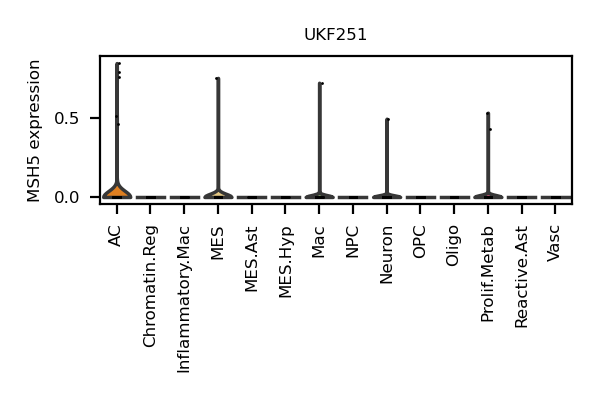 UKF251
MSH5 expression
0.5
0.0
AC
Chromatin.Reg
Inflammatory.Mac
MES
MES.Ast
MES.Hyp
Mac
NPC
Neuron
OPC
Oligo
Prolif.Metab
Reactive.Ast
Vasc